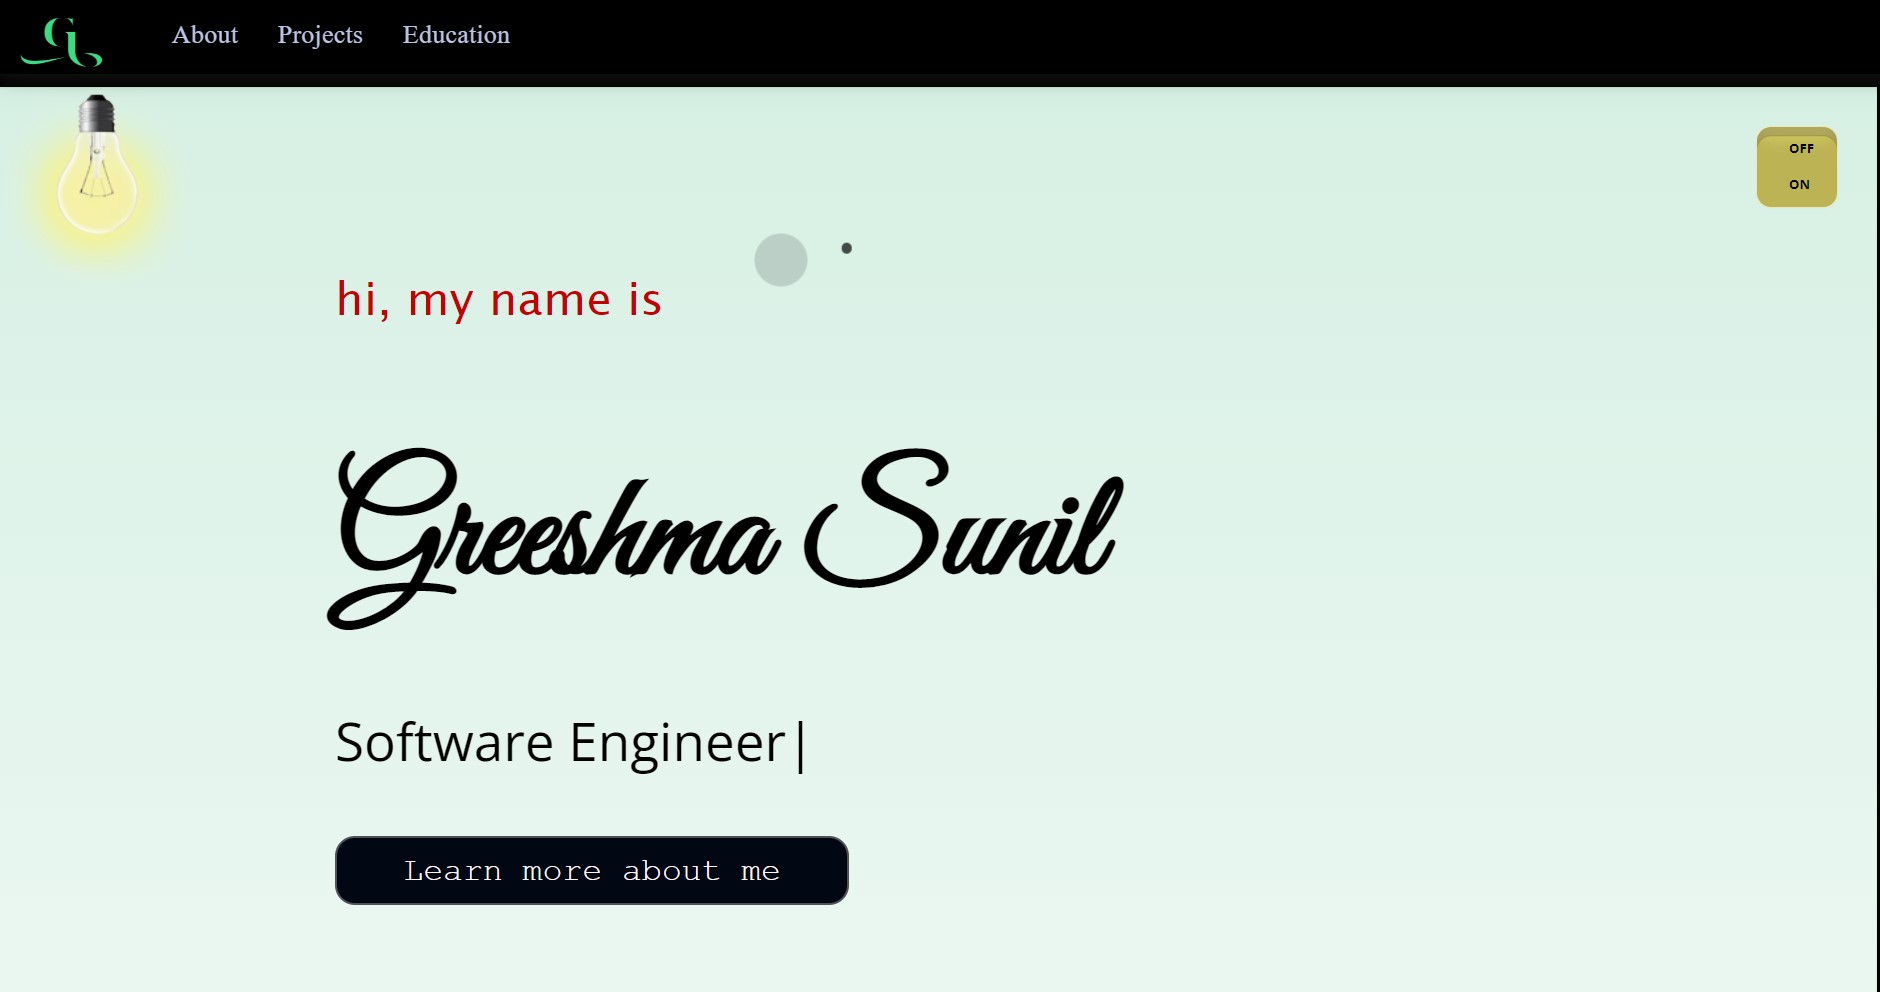 About Projects Education
OFF
ON
hi, my name is
Greeshma Sunil
Software Engineer|
Learn more about me